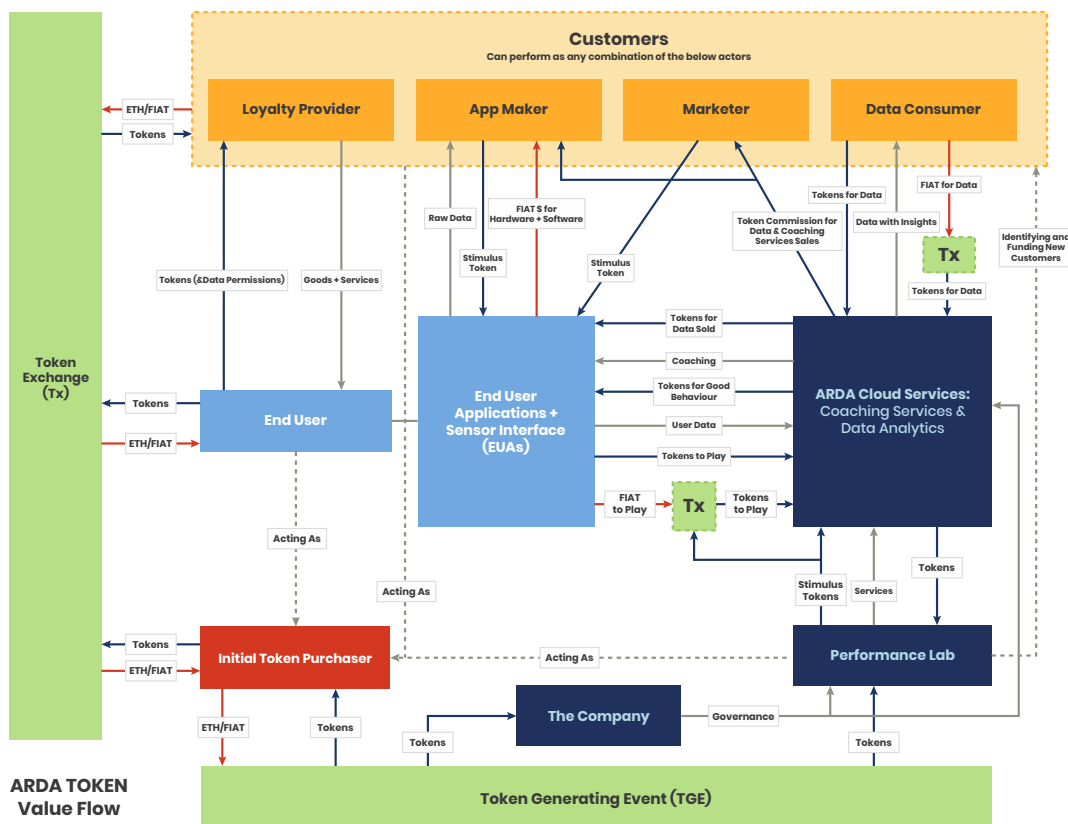 Customers
Can perform as any combination of the below actors
Loyalty Provider
App Maker
Marketer
Data Consumer
ETH/FIAT
Tokens
Tokens for Data
FIAT for Data
Raw Data
FIAT $ for
Hardware + Software
Token Commission for
Data & Coaching
Services Sales
Data with Insights
Identifying and
Funding New
Customers
Tx
Stimulus
Token
Stimulus
Token
Tokens (&Data Permissions)
Goods + Services
Tokens for Data
Tokens for
Data Sold
Coaching
Tokens for Good
Behaviour
User Data
Tokens to Play
FIAT
to Play
Tx
Tokens
to Play
Token
Exchange
(Tx)
Tokens
ETH/FIAT
End User
End User
Applications +
Sensor Interface
(EUAs)
ARDA Cloud Services:
Coaching Services &
Data Analytics
Acting As
Acting As
Stimulus
Tokens
Services
Tokens
Tokens
ETH/FIAT
Initial Token Purchaser
Acting As
Performance Lab
The Company
Governance
ETH/FIAT
Tokens
Tokens
Tokens
ARDA TOKEN
Value Flow
Token Generating Event (TGE)